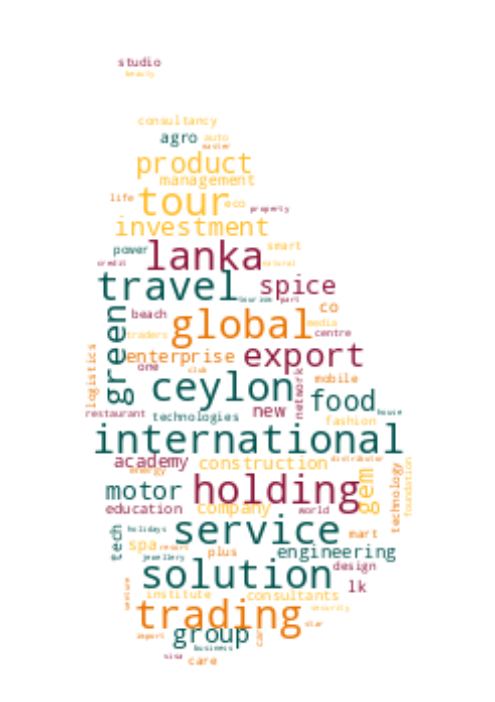 studio
beauty
consultancy
agro auto
master
product
management
life tour eco property
investment
power lanka smart
credit natural
travel tourism part spice
beach global co
media
traders centre
green
logistics enterprise export
one club
ceylon network mobile
food
restaurant technologies new house
fashion
international
academy construction distributor
energy
motor holding gem technology foundation
education company world
tech holidays service mart
spa resort plus engineering
jewellery design
solution lk
institute consultants
venture security
trading star
import group car
business
visa care